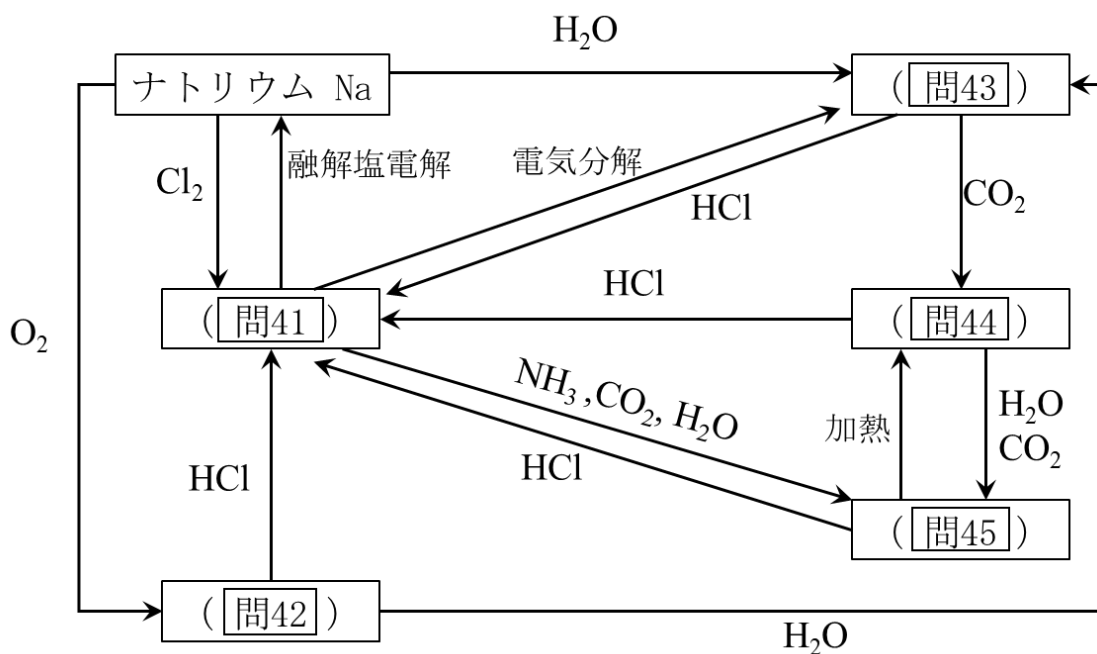 H₂O
ナトリウム Na
(問43)
融解塩電解
電気分解
Cl₂
HCl
CO₂
HCl
(問41)
(問44)
O₂
NH₃,CO₂, H₂O
H₂O
加熱
CO₂
HCl
HCl
(問45)
(問42)
H₂O